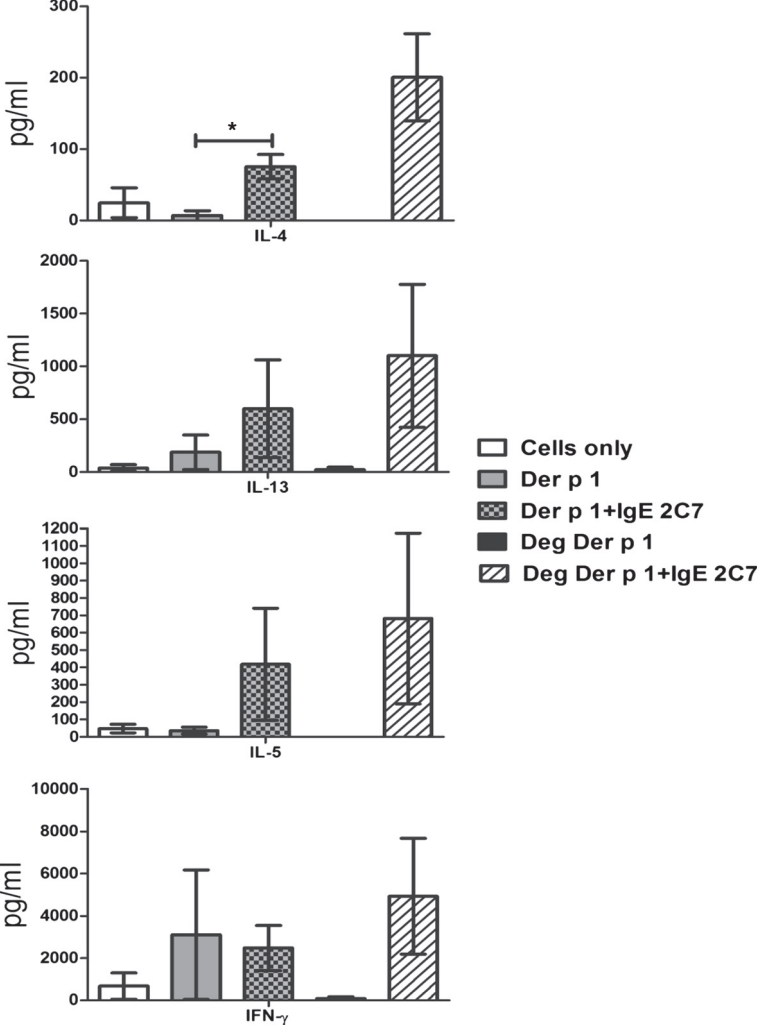 300
200
100
0
pg/ml
*
IL-4
2000
1500
1000
500
0
pg/ml
IL-13
1200
1100
1000
900
800
700
600
500
400
300
200
100
0
pg/ml
IL-5
10000
8000
6000
4000
2000
0
pg/ml
IFN-γ
Cells only
Der p 1
Der p 1+IgE 2C7
Deg Der p 1
Deg Der p 1+IgE 2C7